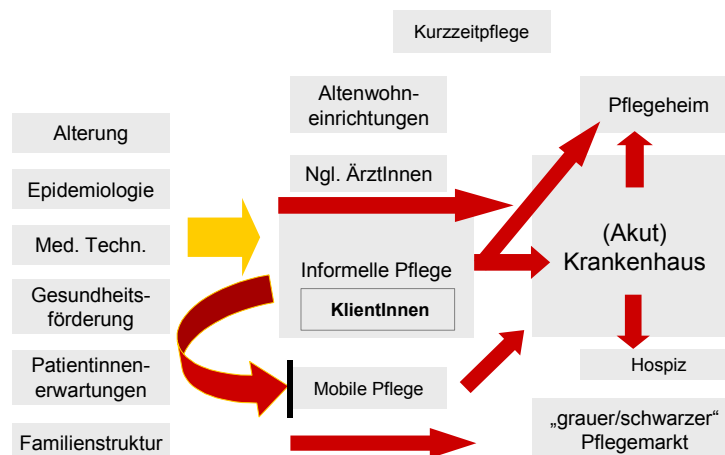 Kurzzeitpflege
Altenwohn-
einrichtungen
Pflegeheim
Alterung
Ngl. ÄrztInnen
Epidemiologie
Med. Techn.
(Akut)
Krankenhaus
Informelle Pflege
KlientInnen
Gesundheits-
förderung
Patientinnen-
erwartungen
Mobile Pflege
Hospiz
Familienstruktur
„grauer/schwarzer“
Pflegemarkt